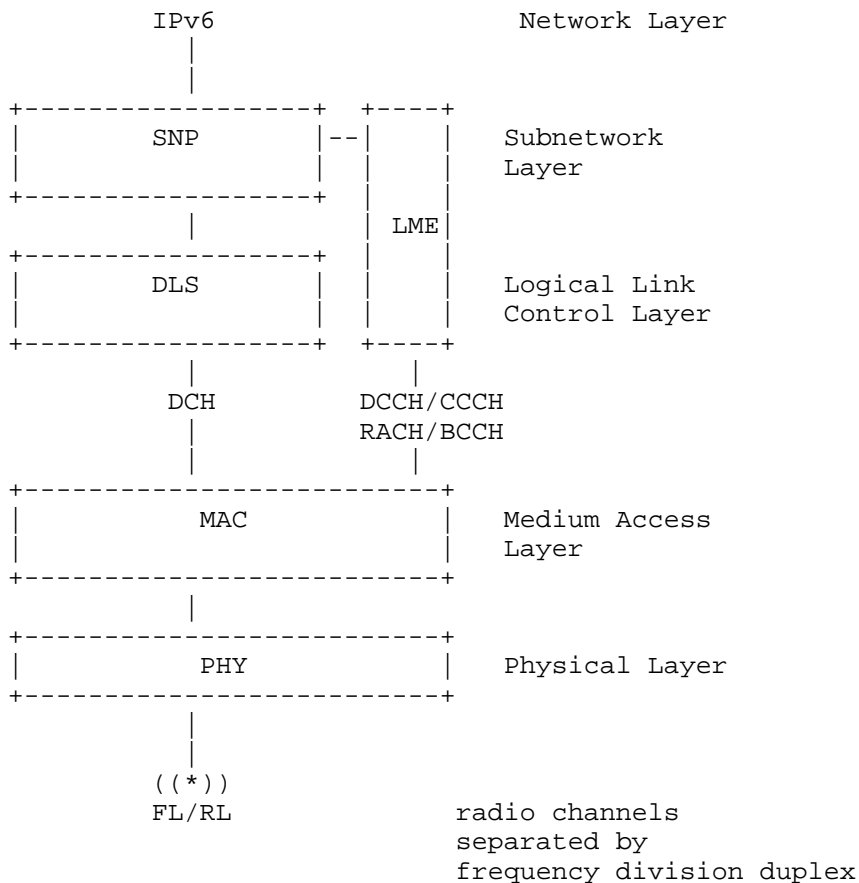 IPv6 Network Layer
SNP Subnetwork
Layer
LME
DLS Logical Link
Control Layer
DCH DCCH/CCCH
RACH/BCCH
MAC Medium Access
Layer
PHY Physical Layer
((*))
FL/RL radio channels
separated by
frequency division duplex